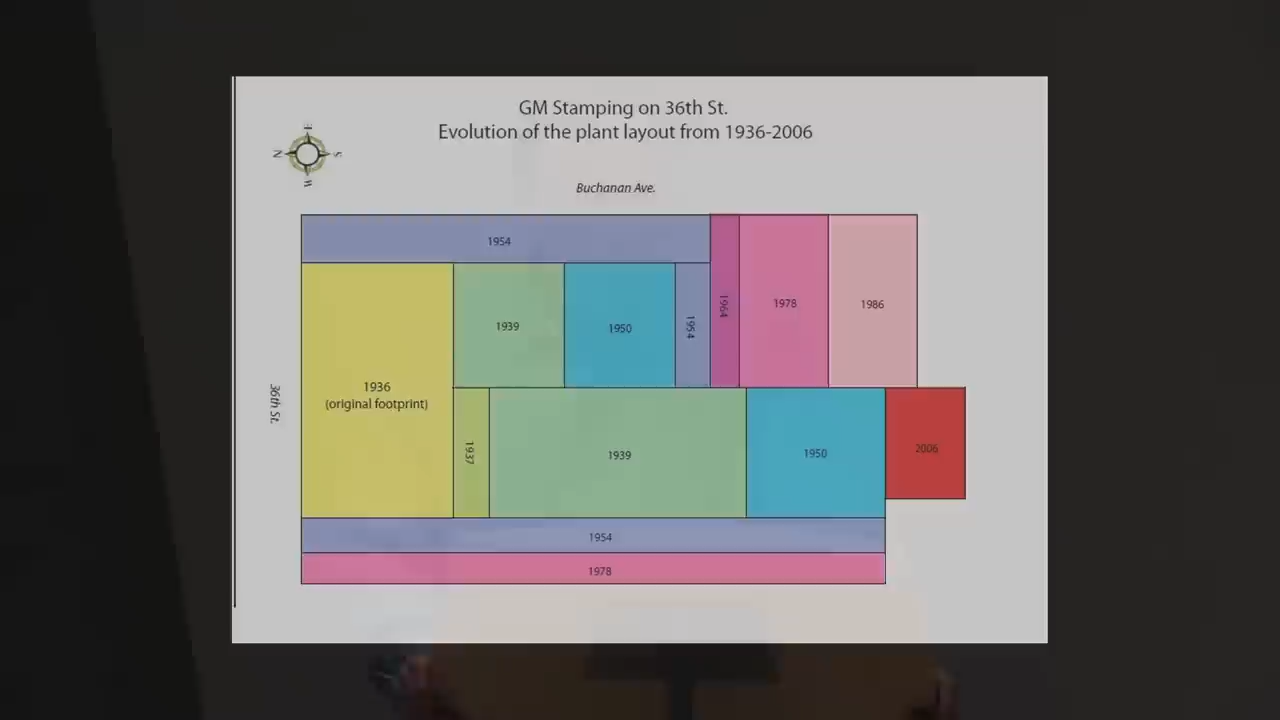 GM Stamping on 36th St.
Evolution of the plant layout from 1936-2006
E
N
S
W
Buchanan Ave.
1954
1939
1950
1954
1964
1978
1986
36th St.
1936
(original footprint)
1937
1939
1950
2006
1954
1978